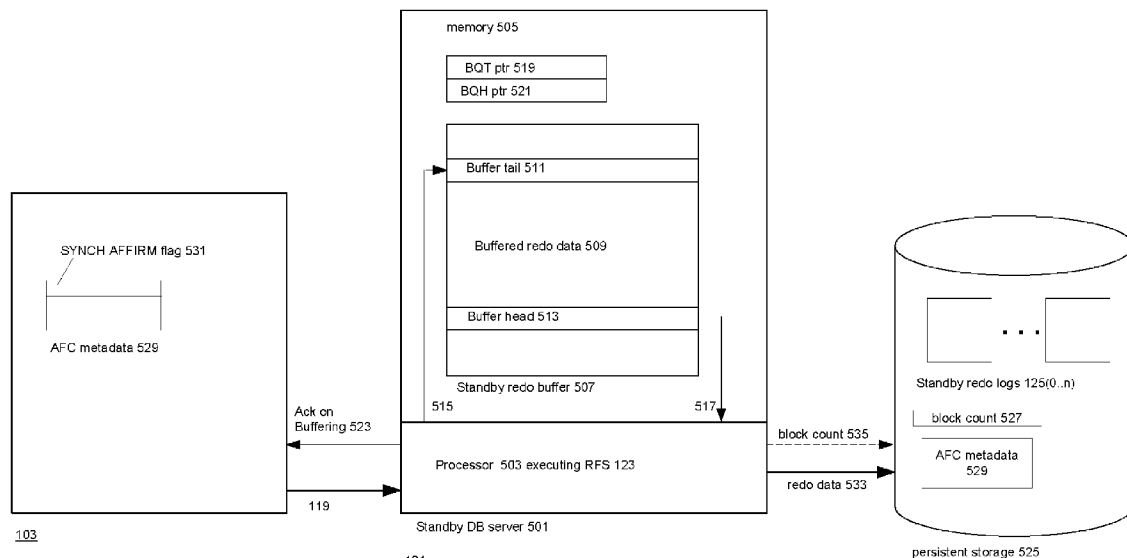 memory 505
BQT ptr 519
BQH ptr 521
Buffer tail 511
Buffered redo data 509
Buffer head 513
Standby redo buffer 507
515
517
SYNCH AFFIRM flag 531
AFC metadata 529
Ack on
Buffering 523
119
103
Processor 503 executing RFS 123
Standby DB server 501
block count 535
redo data 533
Standby redo logs 125(0..n)
block count 527
AFC metadata
529
persistent storage 525